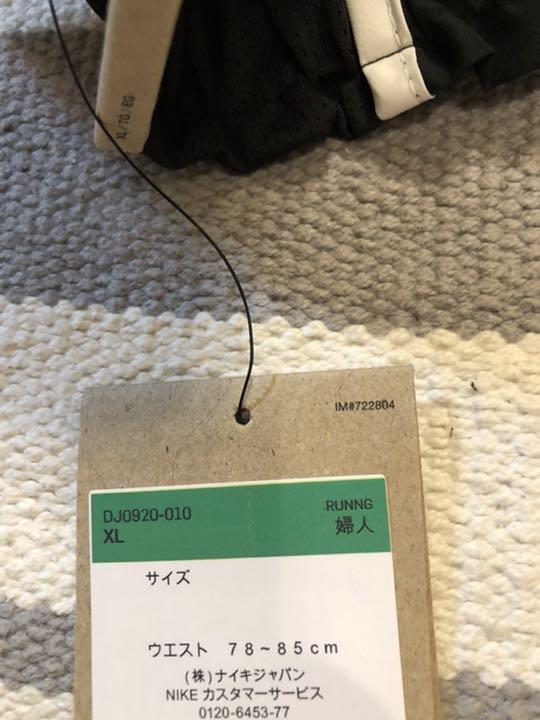 XL / TG / EG
IM#722804
DJ0920-010 RUNNG
XL 婦人
サイズ
ウエスト 78~85cm
(株)ナイキジャパン
NIKE カスタマーサービス
0120-6453-77